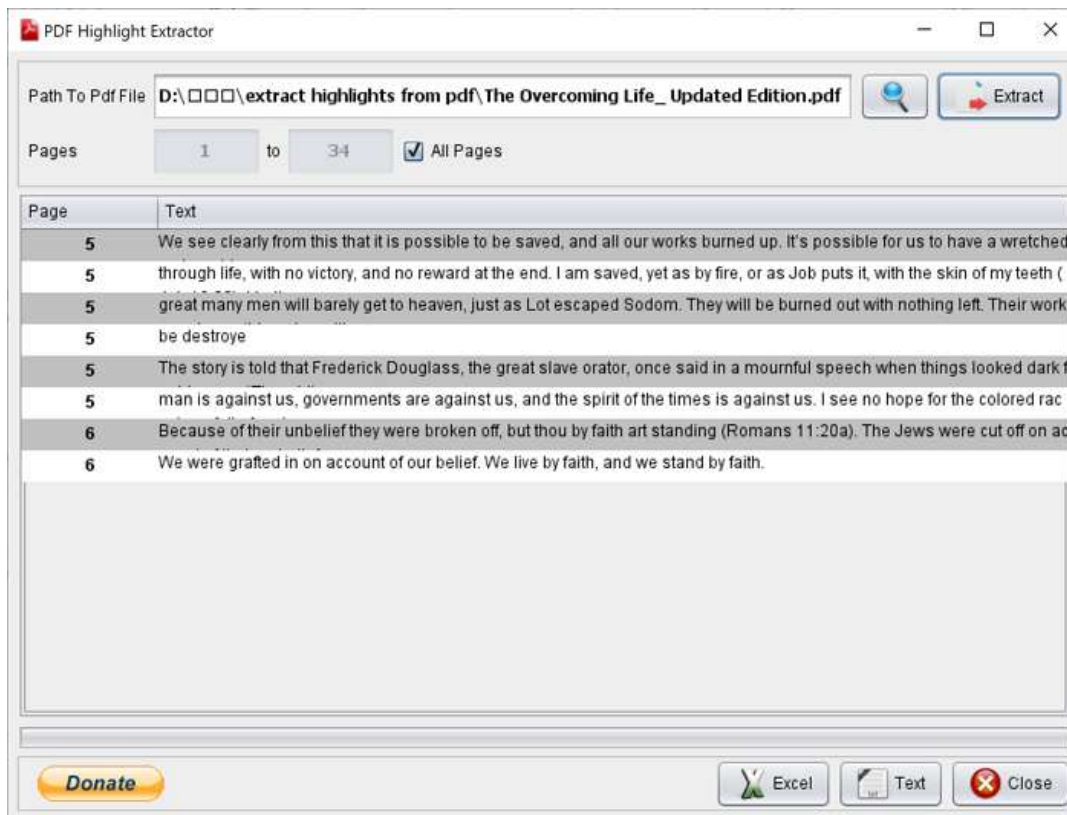 PDF Highlight Extractor
Path To Pdf File D:\□□□\extract highlights from pdf\The Overcoming Life_ Updated Edition.pdf Extract
Pages 1 to 34 All Pages
Page Text
5 We see clearly from this that it is possible to be saved, and all our works burned up. It's possible for us to have a wretched
5 through life, with no victory, and no reward at the end. I am saved, yet as by fire, or as Job puts it, with the skin of my teeth (
5 great many men will barely get to heaven, just as Lot escaped Sodom. They will be burned out with nothing left. Their work
5 be destroye
5 The story is told that Frederick Douglass, the great slave orator, once said in a mournful speech when things looked dark f
5 man is against us, governments are against us, and the spirit of the times is against us. I see no hope for the colored rac
6 Because of their unbelief they were broken off, but thou by faith art standing (Romans 11:20a). The Jews were cut off on ac
6 We were grafted in on account of our belief. We live by faith, and we stand by faith.
Donate Excel Text Close